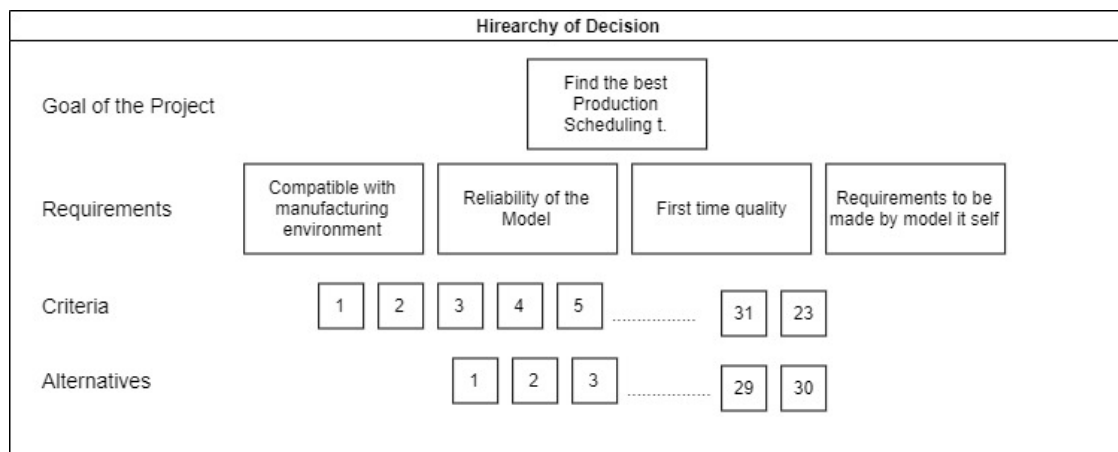 Hirearchy of Decision
Goal of the Project
Find the best
Production
Scheduling t.
Requirements
Compatible with
manufacturing
environment
Reliability of the
Model
First time quality
Requirements to be
made by model it self
Criteria
1 2 3 4 5 ................ 31 23
Alternatives
1 2 3 ................ 29 30